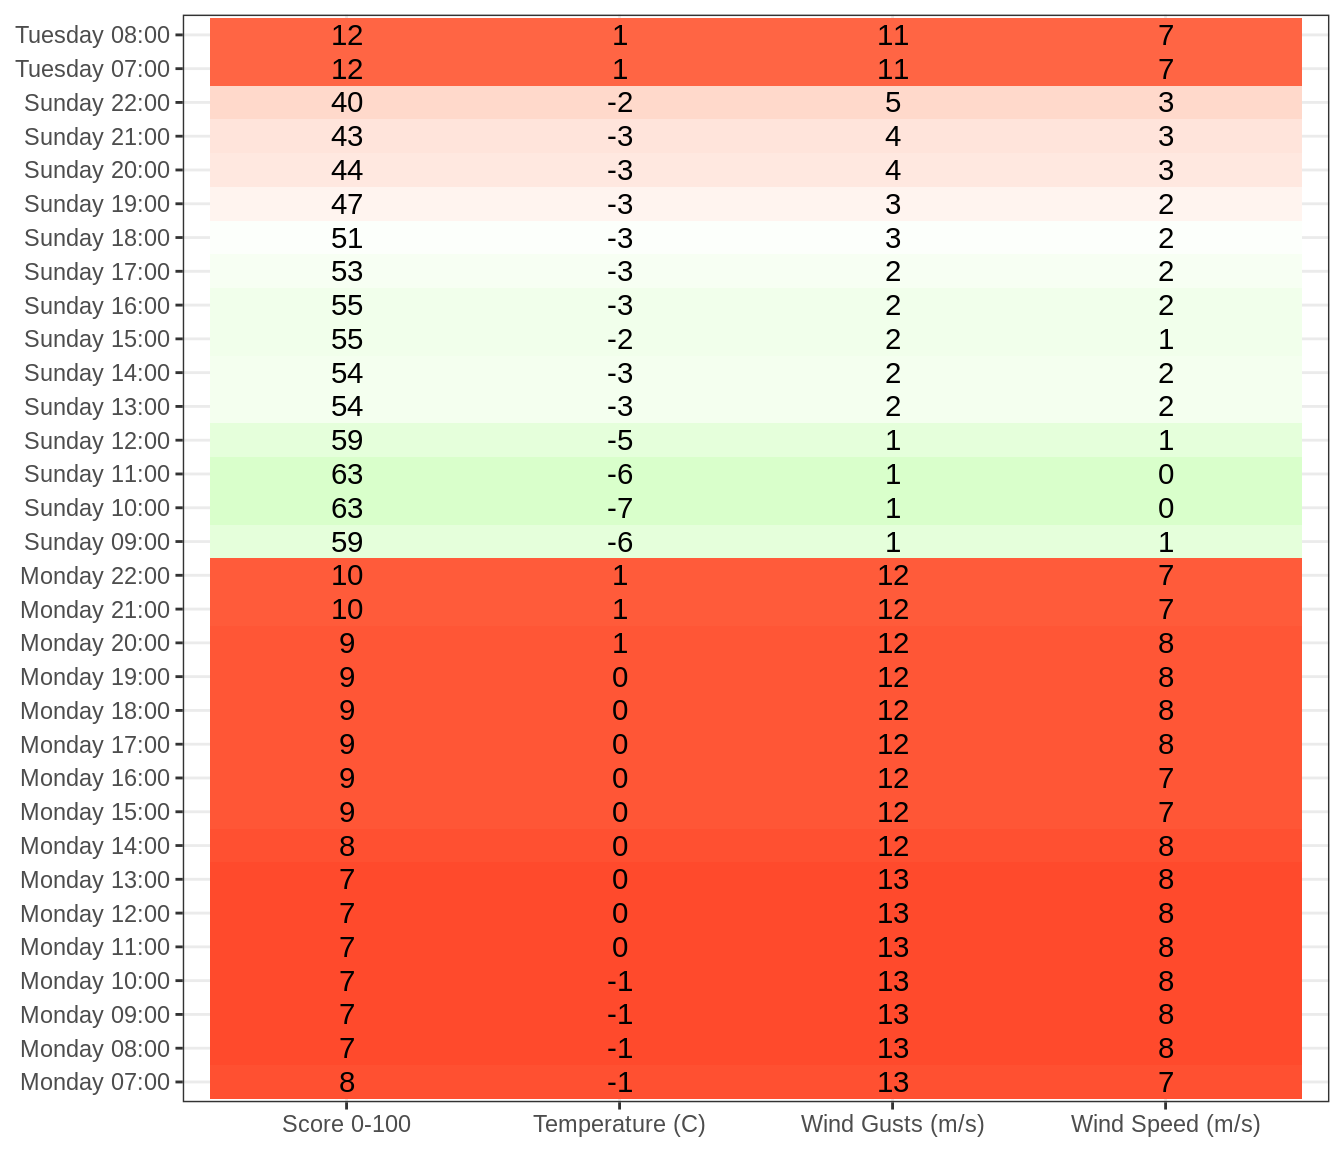 Tuesday 08:00 12 1 11 7
Tuesday 07:00 12 1 11 7
Sunday 22:00 40 -2 5 3
Sunday 21:00 43 -3 4 3
Sunday 20:00 44 -3 4 3
Sunday 19:00 47 -3 3 2
Sunday 18:00 51 -3 3 2
Sunday 17:00 53 -3 2 2
Sunday 16:00 55 -3 2 2
Sunday 15:00 55 -2 2 1
Sunday 14:00 54 -3 2 2
Sunday 13:00 54 -3 2 2
Sunday 12:00 59 -5 1 1
Sunday 11:00 63 -6 1 0
Sunday 10:00 63 -7 1 0
Sunday 09:00 59 -6 1 1
Monday 22:00 10 1 12 7
Monday 21:00 10 1 12 7
Monday 20:00 9 1 12 8
Monday 19:00 9 0 12 8
Monday 18:00 9 0 12 8
Monday 17:00 9 0 12 8
Monday 16:00 9 0 12 7
Monday 15:00 9 0 12 7
Monday 14:00 8 0 12 8
Monday 13:00 7 0 13 8
Monday 12:00 7 0 13 8
Monday 11:00 7 0 13 8
Monday 10:00 7 -1 13 8
Monday 09:00 7 -1 13 8
Monday 08:00 7 -1 13 8
Monday 07:00 8 -1 13 7
Score 0-100 Temperature (C) Wind Gusts (m/s) Wind Speed (m/s)